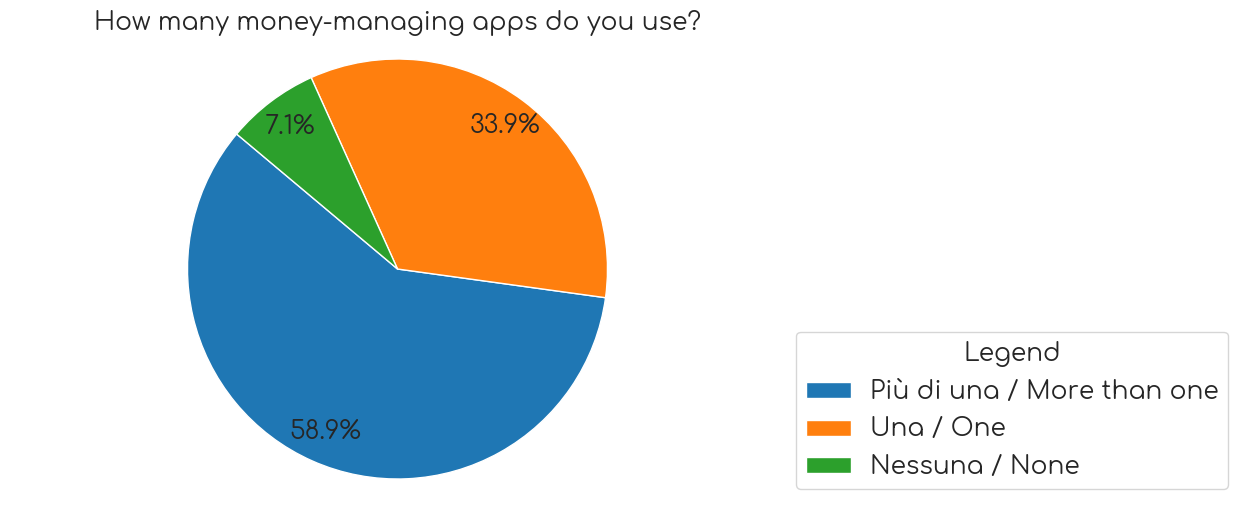 How many money-managing apps do you use?
7.1%
33.9%
58.9%
Legend
Più di una / More than one
Una / One
Nessuna / None